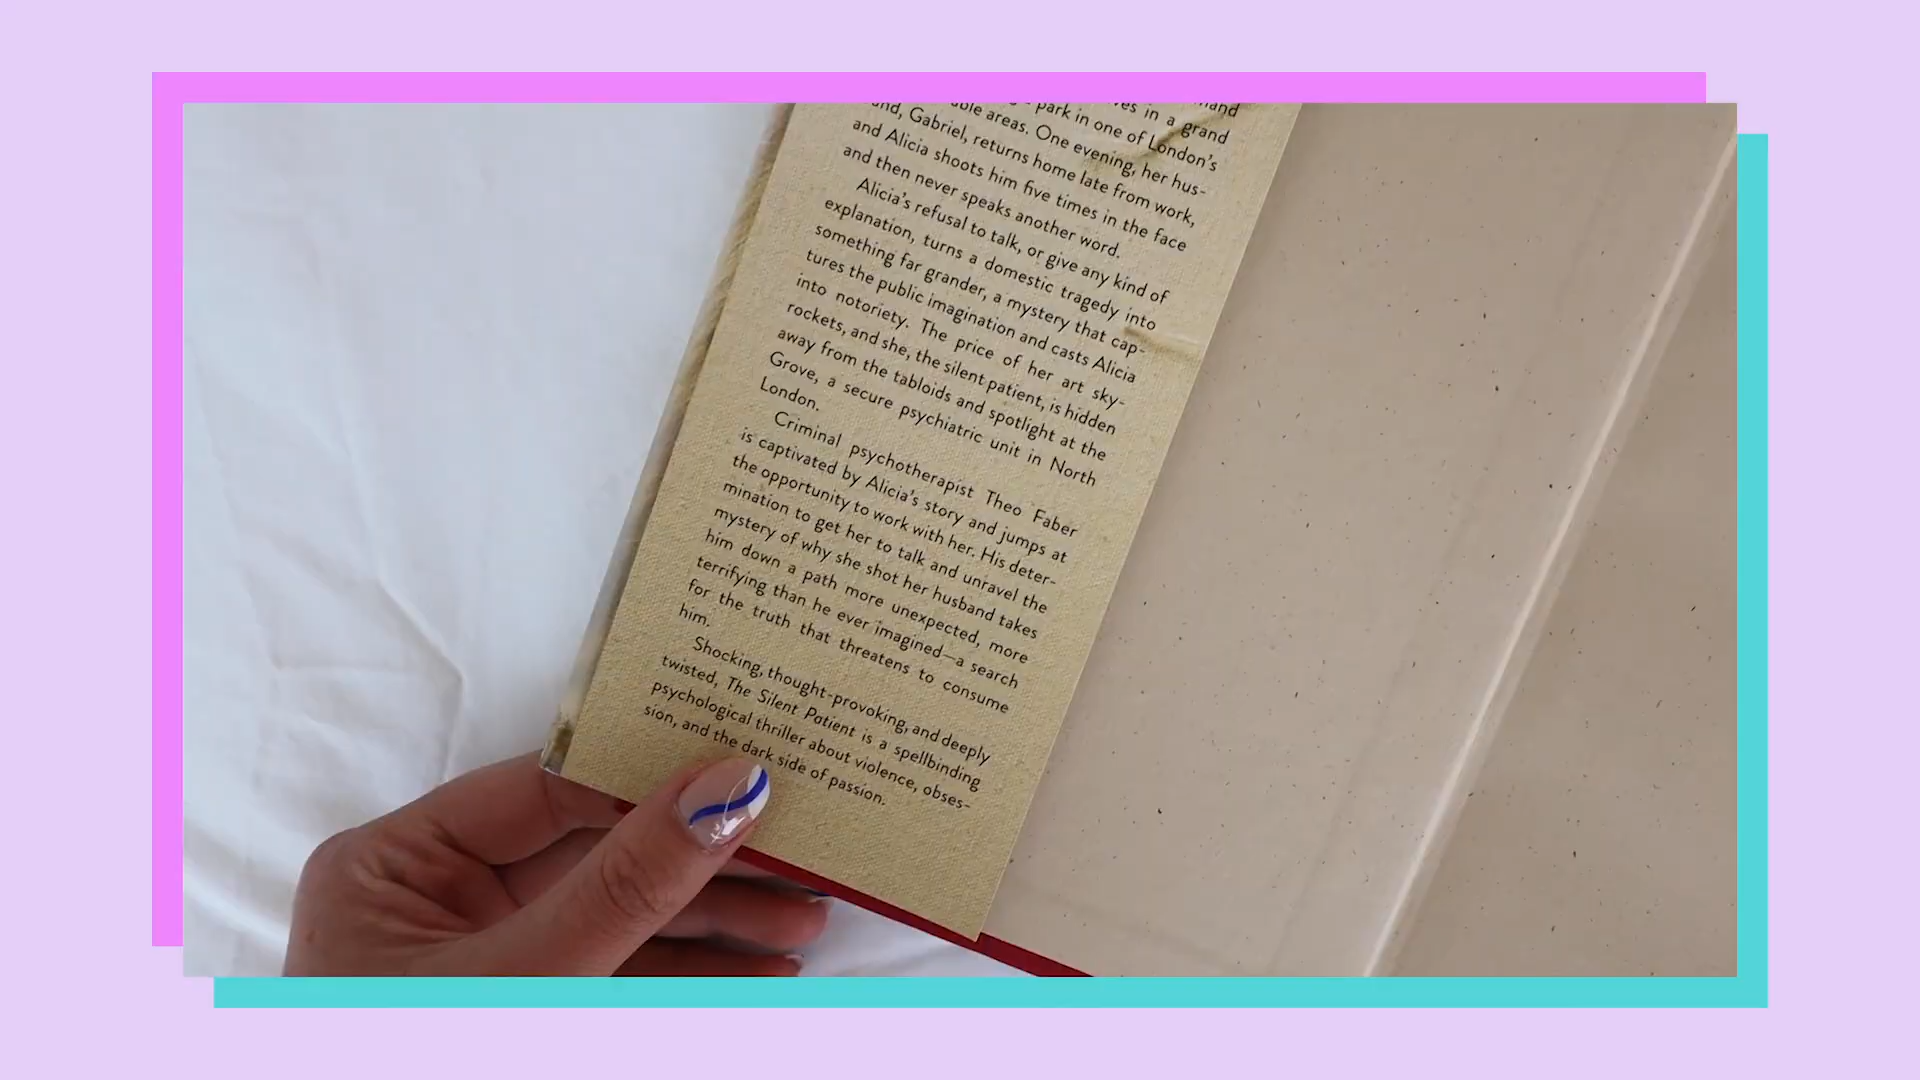 in a grand
park in one of London's
areas. One evening, her hus-
Gabriel, returns home late from work,
and Alicia shoots him five times in the face
and then never speaks another word.
Alicia's refusal to talk, or give any kind of
explanation, turns a domestic tragedy into
something far grander, a mystery that cap-
tures the public imagination and casts Alicia
into notoriety. The price of her art sky-
rockets, and she, the silent patient, is hidden
away from the tabloids and spotlight at the
Grove, a secure psychiatric unit in North
London.
Criminal psychotherapist Theo Faber
is captivated by Alicia's story and jumps at
the opportunity to work with her. His deter-
mination to get her to talk and unravel the
mystery of why she shot her husband takes
him down a path more unexpected, more
terrifying than he ever imagined—a search
for the truth that threatens to consume
him.
Shocking, thought-provoking, and deeply
twisted, The Silent Patient is a spellbinding
psychological thriller about violence, obses-
sion, and the dark side of passion.